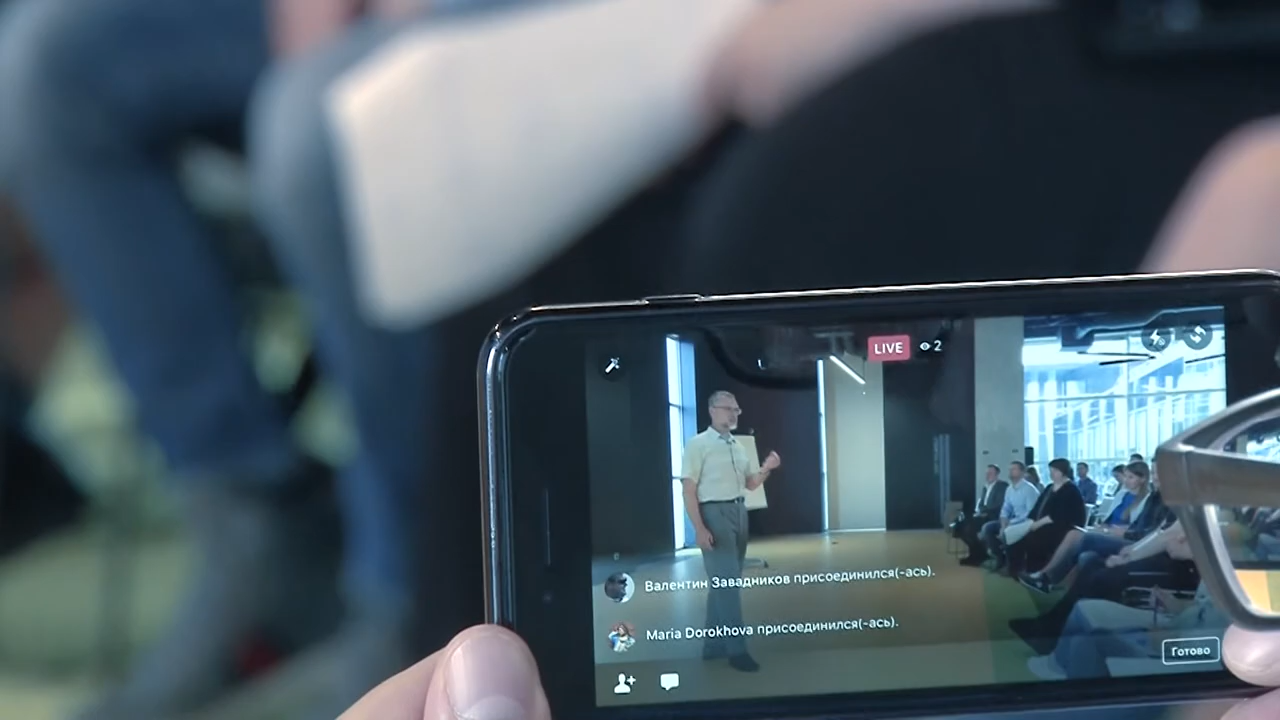 LIVE 2
Валентин Завадников присоединился(-ась).
Maria Dorokhova присоединился(-ась).
Готово